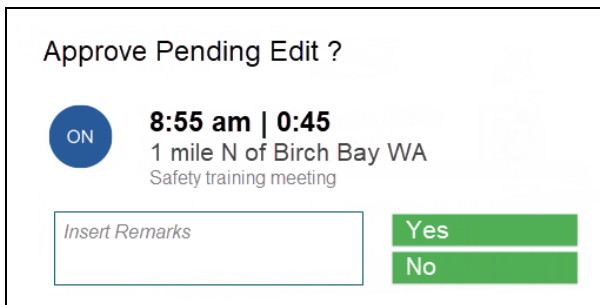 Approve Pending Edit ?
ON
8:55 am | 0:45
1 mile N of Birch Bay WA
Safety training meeting
Insert Remarks
Yes
No